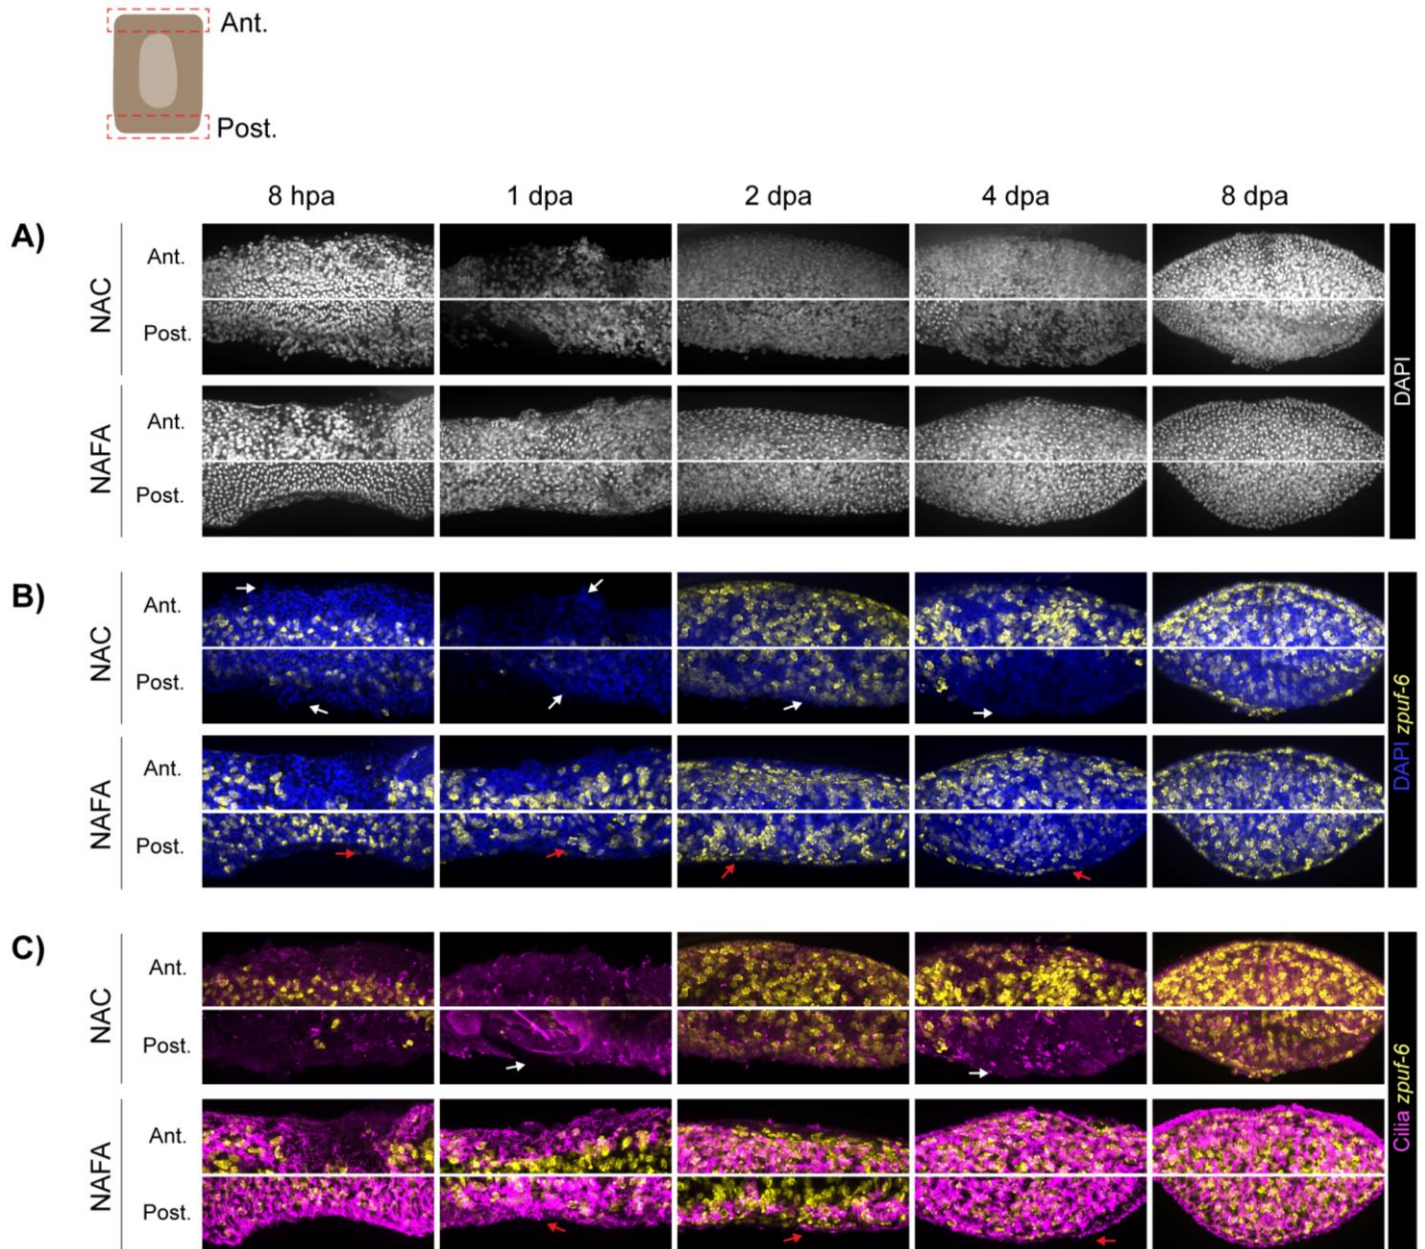 Ant.
Post.
8 hpa
1 dpa
2 dpa
4 dpa
8 dpa
A)
NAC
Ant.
Post.
NAFA
Ant.
Post.
DAPI
B)
NAC
Ant.
Post.
NAFA
Ant.
Post.
DAPI zpuf-6
C)
NAC
Ant.
Post.
NAFA
Ant.
Post.
Cilia zpuf-6